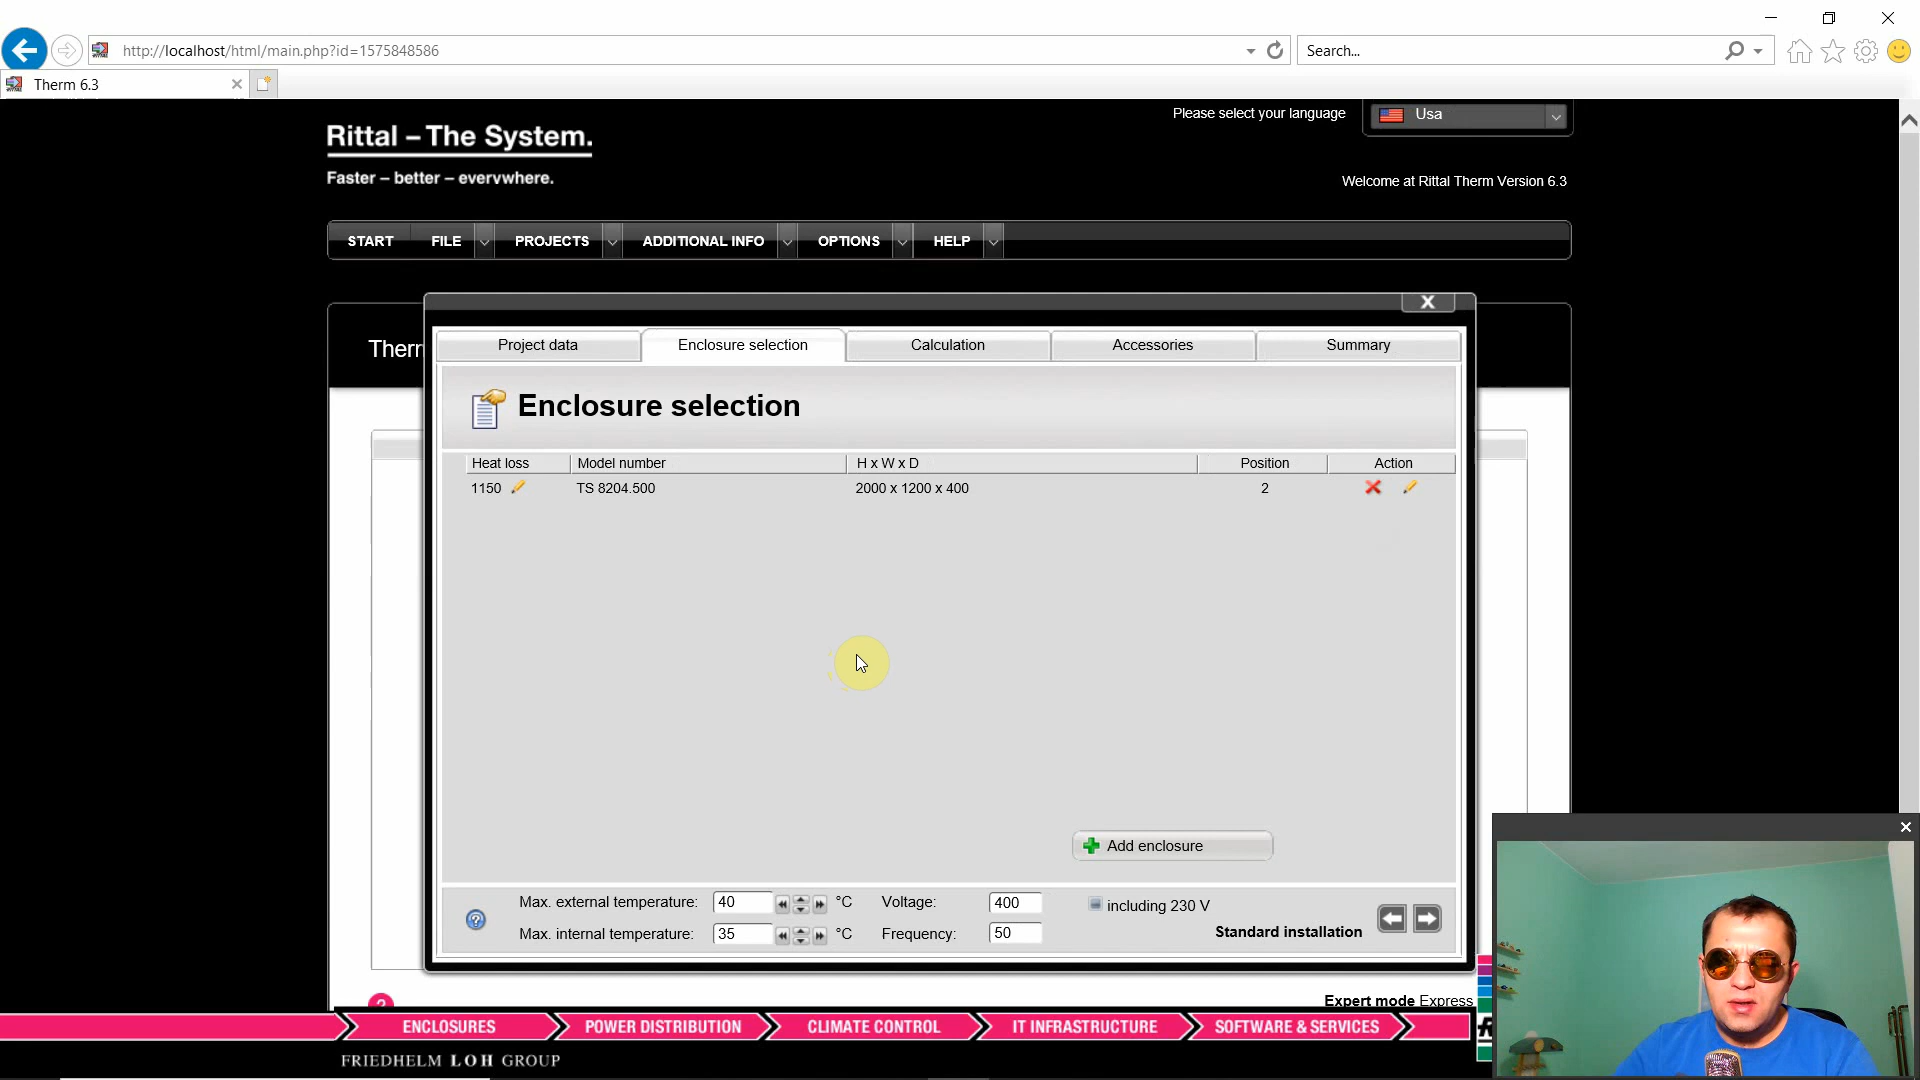 http://localhost/html/main.php?id=1575848586
Search...
Therm 6.3
Please select your language
Usa
Rittal – The System.
Faster – better – everywhere.
Welcome at Rittal Therm Version 6.3
START FILE PROJECTS ADDITIONAL INFO OPTIONS HELP
X
Therm
Project data Enclosure selection Calculation Accessories Summary
Enclosure selection
Heat loss Model number H x W x D Position Action
1150 TS 8204.500 2000 x 1200 x 400 2
Add enclosure
Max. external temperature: 40 °C Voltage: 400 including 230 V
Max. internal temperature: 35 °C Frequency: 50 Standard installation
Expert mode Express
ENCLOSURES POWER DISTRIBUTION CLIMATE CONTROL IT INFRASTRUCTURE SOFTWARE & SERVICES
FRIEDHELM LOH GROUP